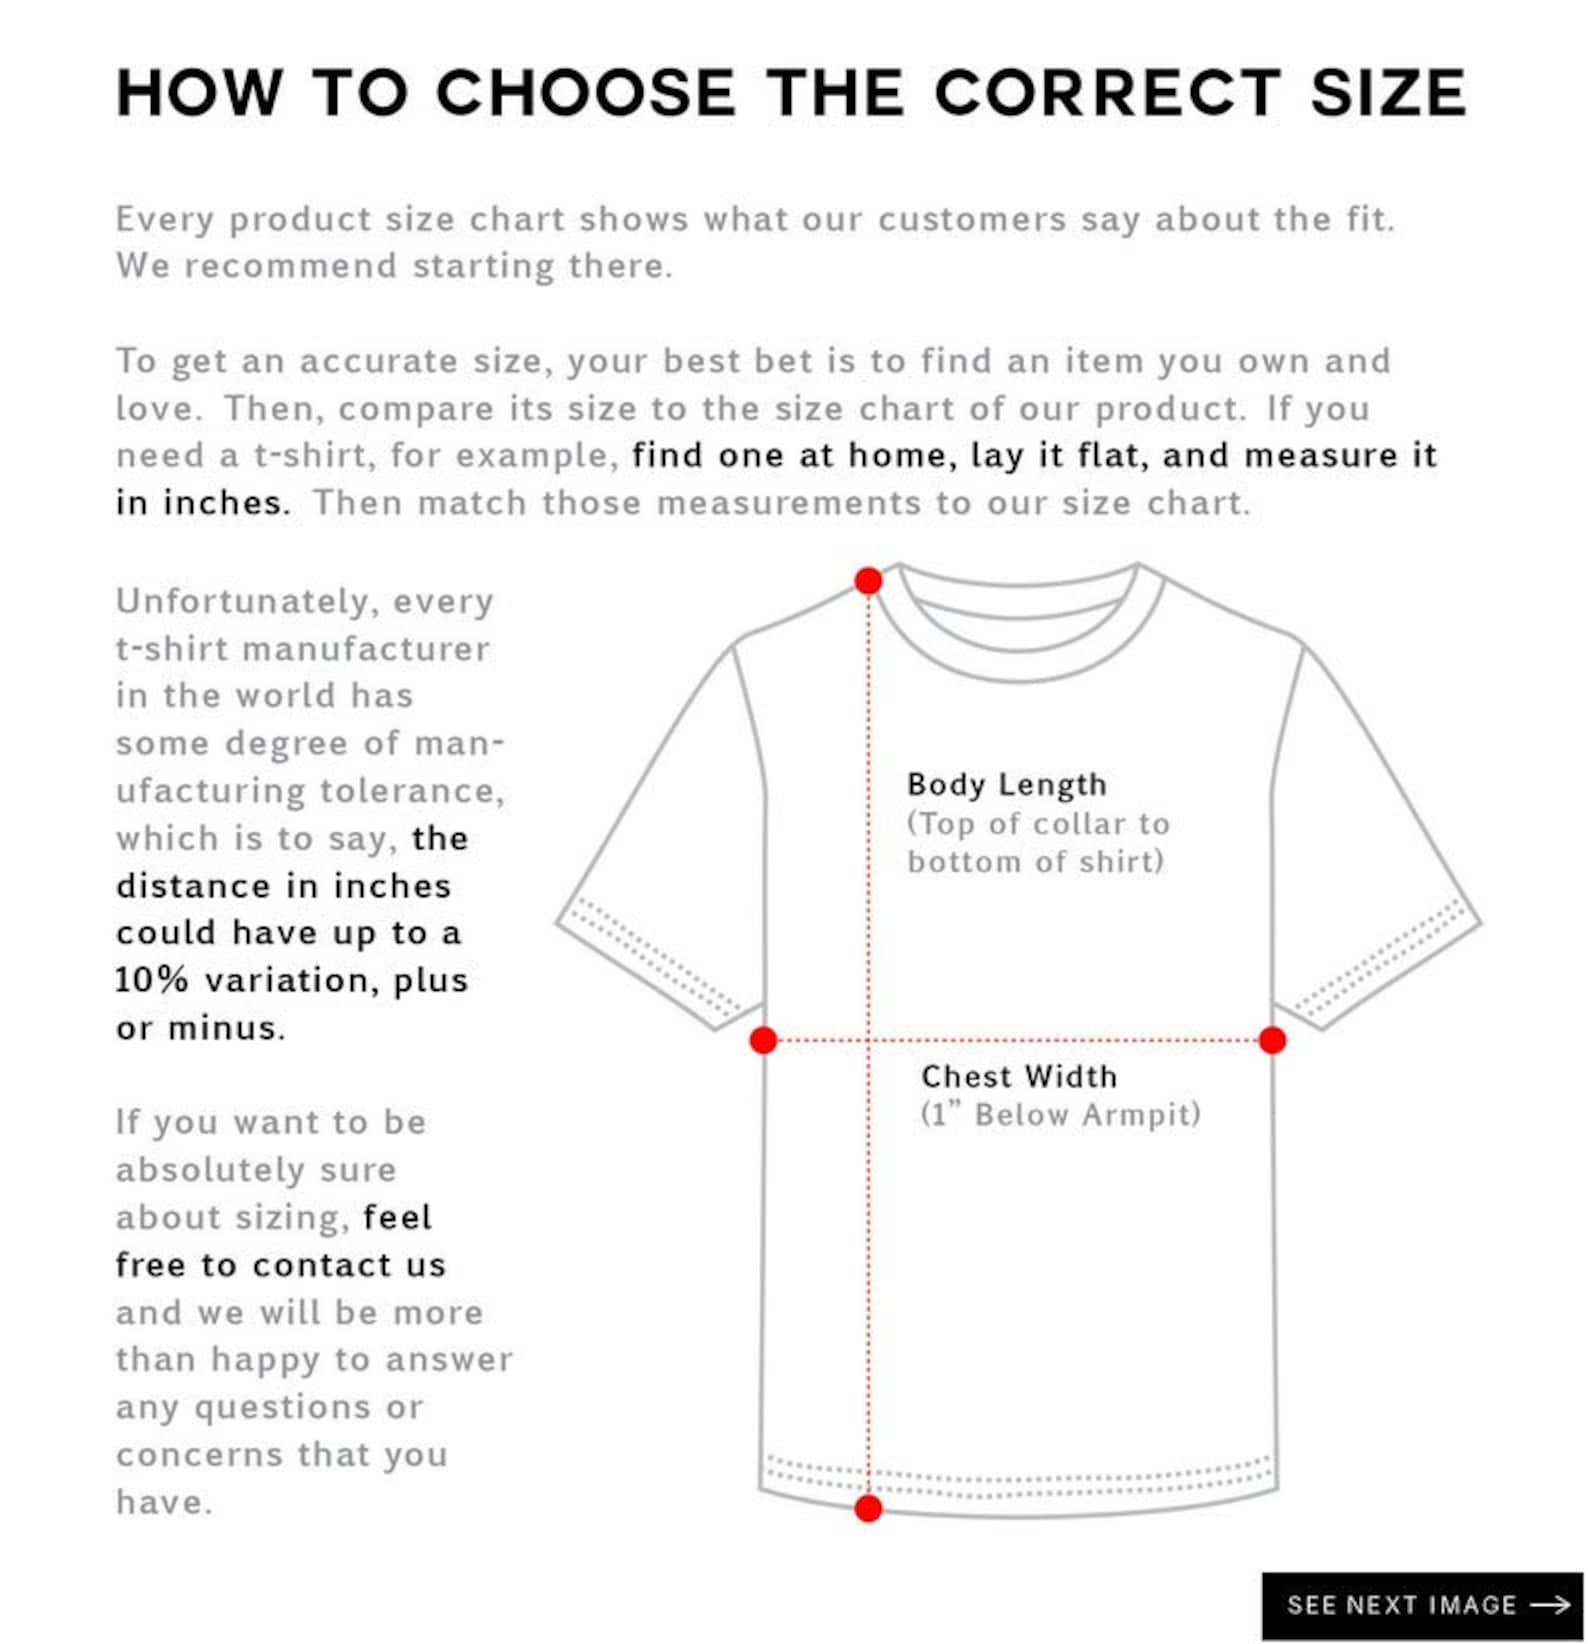 HOW TO CHOOSE THE CORRECT SIZE
Every product size chart shows what our customers say about the fit.
We recommend starting there.
To get an accurate size, your best bet is to find an item you own and
love. Then, compare its size to the size chart of our product. If you
need a t-shirt, for example, find one at home, lay it flat, and measure it
in inches. Then match those measurements to our size chart.
Unfortunately, every
t-shirt manufacturer
in the world has
some degree of man-
ufacturing tolerance,
which is to say, the
distance in inches
could have up to a
10% variation, plus
or minus.
If you want to be
absolutely sure
about sizing, feel
free to contact us
and we will be more
than happy to answer
any questions or
concerns that you
have.
Body Length
(Top of collar to
bottom of shirt)
Chest Width
(1” Below Armpit)
SEE NEXT IMAGE →